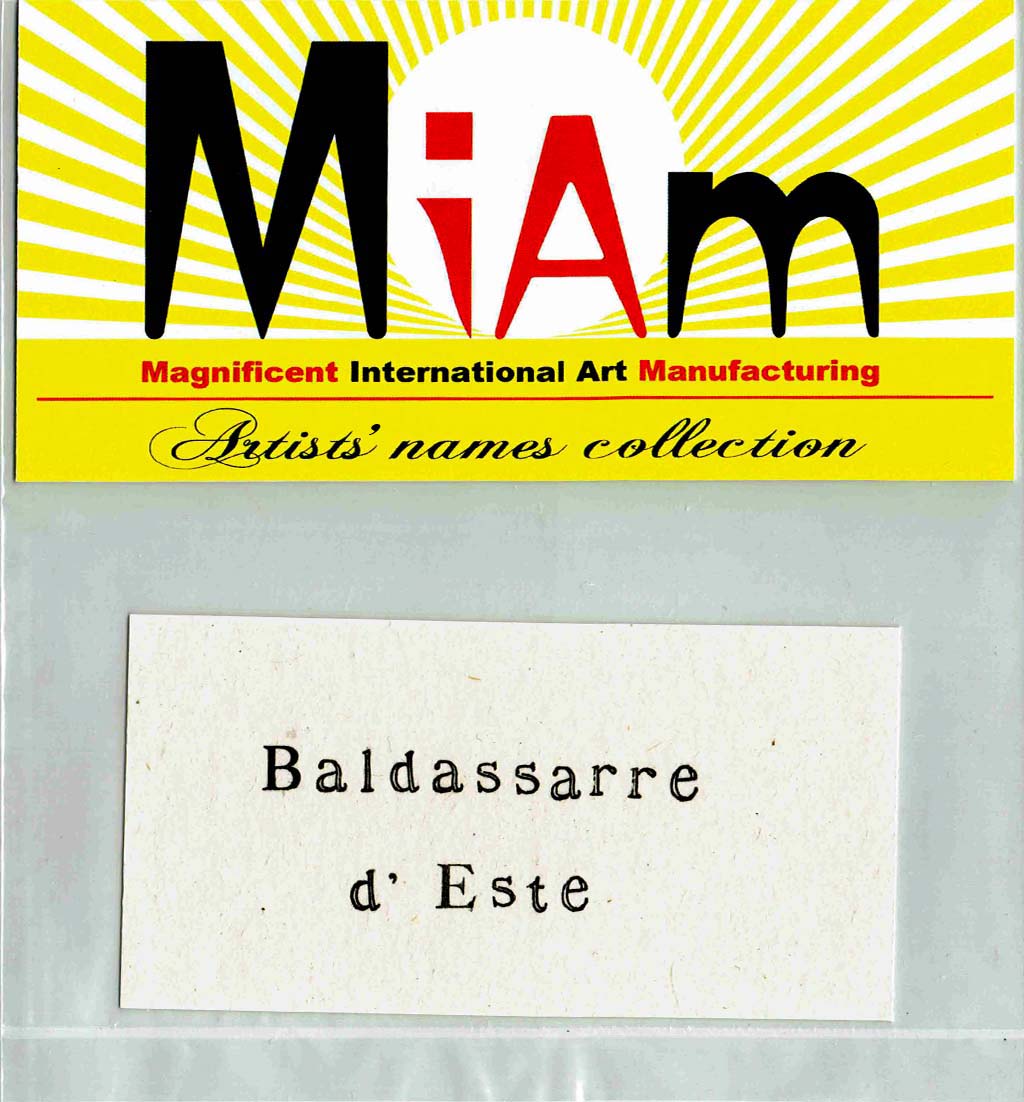 MiAm
Magnificent International Art Manufacturing
Artists' names collection
Baldassarre
d' Este